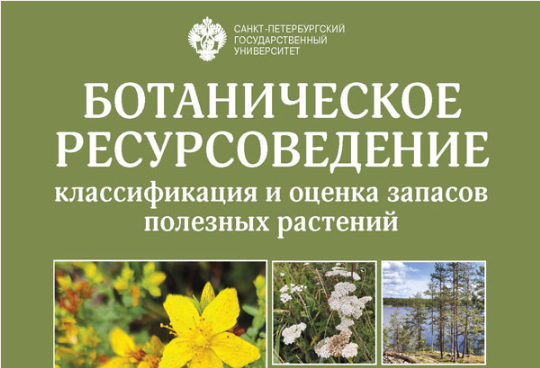 САНКТ-ПЕТЕРБУРГСКИЙ
ГОСУДАРСТВЕННЫЙ
УНИВЕРСИТЕТ
БОТАНИЧЕСКОЕ
РЕСУРСОВЕДЕНИЕ
классификация и оценка запасов
полезных растений